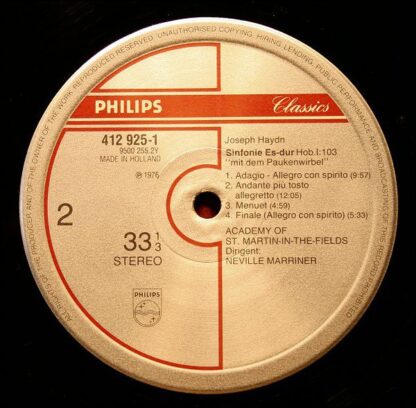 ALL RIGHTS OF THE PRODUCER AND OF THE OWNER OF THE WORK REPRODUCED RESERVED. UNAUTHORISED COPYING, HIRING, LENDING, PUBLIC PERFORMANCE AND BROADCASTING OF THIS RECORD PROHIBITED
PHILIPS
Classics
412 925-1
9500 255.2Y
MADE IN HOLLAND
℗ 1976
2
33 1/3
STEREO
PHILIPS
Joseph Haydn
Sinfonie Es-dur Hob.I:103
"mit dem Paukenwirbel"
1. Adagio - Allegro con spirito (9:57)
2. Andante più tosto
allegretto (12:05)
3. Menuet (4:59)
4. Finale (Allegro con spirito) (5:33)
ACADEMY OF
ST. MARTIN-IN-THE-FIELDS
Dirigent:
NEVILLE MARRINER